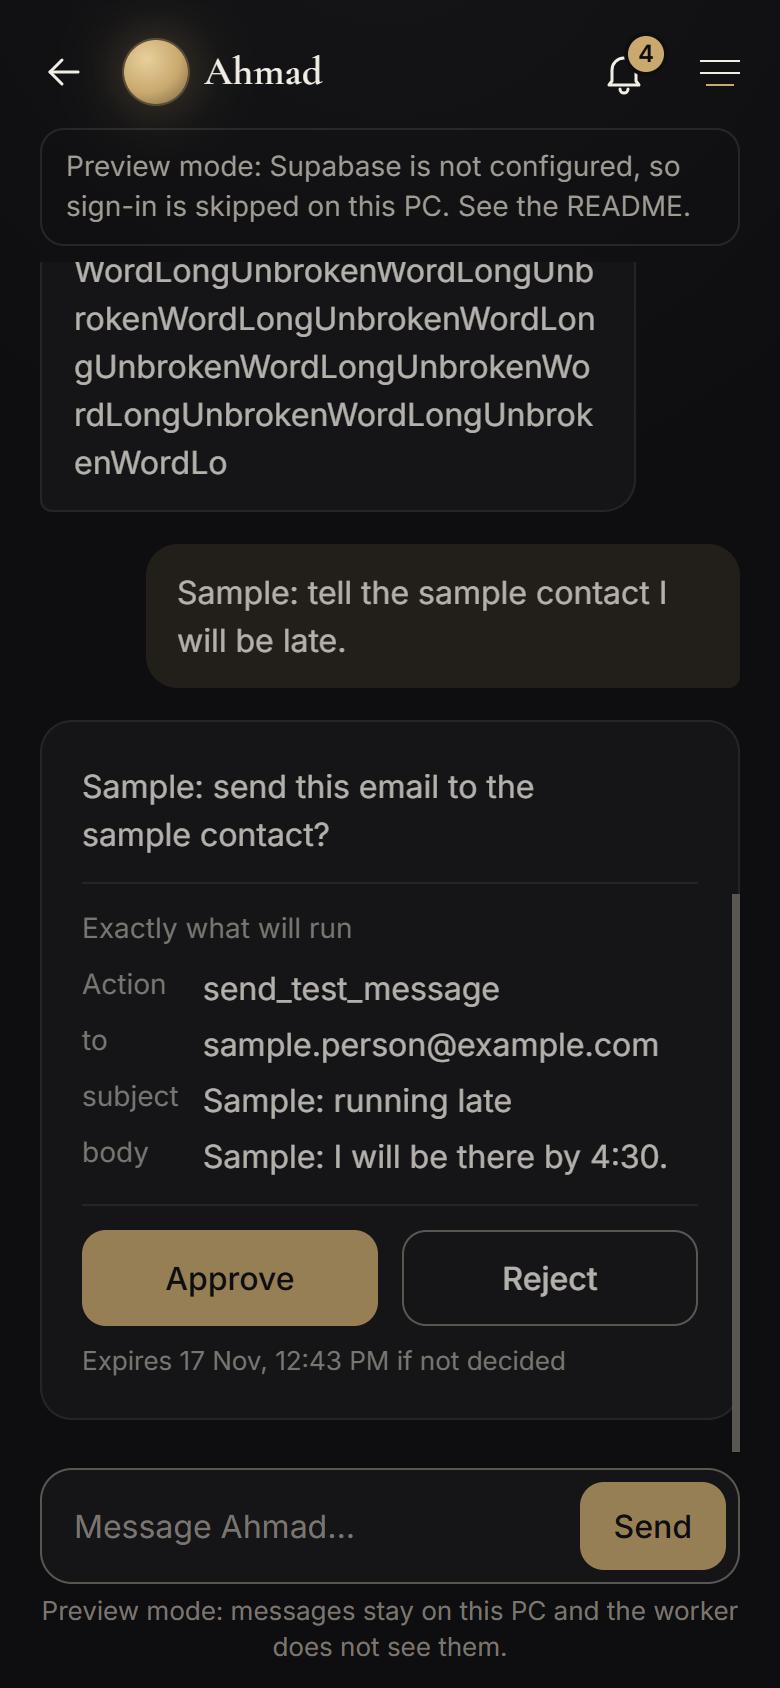 Ahmad
4
Preview mode: Supabase is not configured, so
sign-in is skipped on this PC. See the README.
WordLongUnbrokenWordLongUnb
rokenWordLongUnbrokenWordLon
gUnbrokenWordLongUnbrokenWo
rdLongUnbrokenWordLongUnbrok
enWordLo
Sample: tell the sample contact I
will be late.
Sample: send this email to the
sample contact?
Exactly what will run
Action send_test_message
to sample.person@example.com
subject Sample: running late
body Sample: I will be there by 4:30.
Approve Reject
Expires 17 Nov, 12:43 PM if not decided
Message Ahmad...
Send
Preview mode: messages stay on this PC and the worker
does not see them.